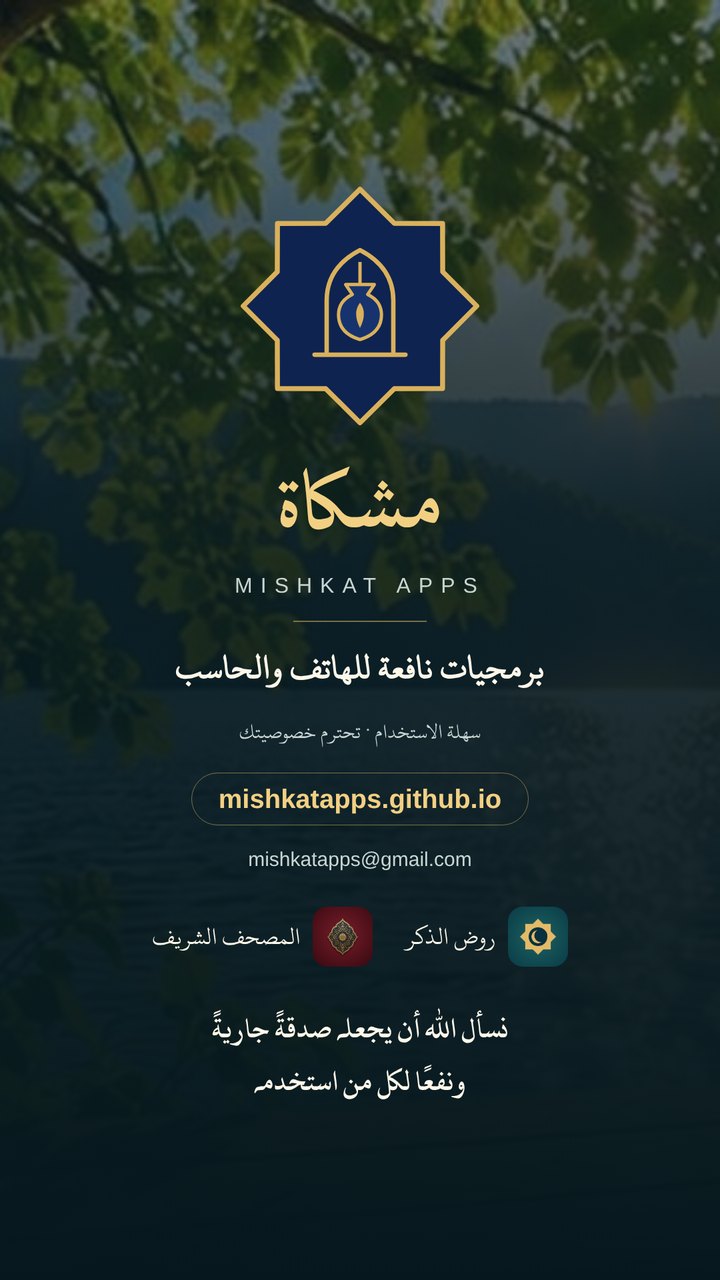 مشكاة
MISHKAT APPS
برمجيات نافعة للهاتف والحاسب
سهلة الاستخدام · تحترم خصوصيتك
mishkatapps.github.io
mishkatapps@gmail.com
روض الذكر
المصحف الشريف
نسأل الله أن يجعله صدقةً جاريةً
ونفعًا لكل من استخدمه